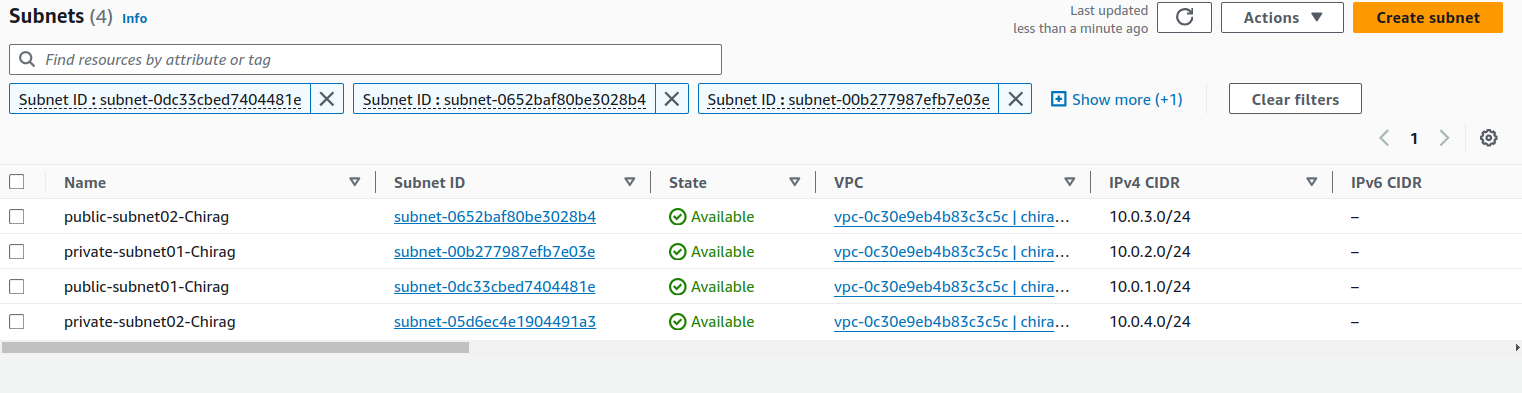 Subnets (4) Info
Last updated
less than a minute ago
Actions
Create subnet
Find resources by attribute or tag
Subnet ID : subnet-0dc33cbed7404481e
Subnet ID : subnet-0652baf80be3028b4
Subnet ID : subnet-00b277987efb7e03e
Show more (+1)
Clear filters
1
Name Subnet ID State VPC IPv4 CIDR IPv6 CIDR
public-subnet02-Chirag subnet-0652baf80be3028b4 Available vpc-0c30e9eb4b83c3c5c | chira… 10.0.3.0/24 –
private-subnet01-Chirag subnet-00b277987efb7e03e Available vpc-0c30e9eb4b83c3c5c | chira… 10.0.2.0/24 –
public-subnet01-Chirag subnet-0dc33cbed7404481e Available vpc-0c30e9eb4b83c3c5c | chira… 10.0.1.0/24 –
private-subnet02-Chirag subnet-05d6ec4e1904491a3 Available vpc-0c30e9eb4b83c3c5c | chira… 10.0.4.0/24 –